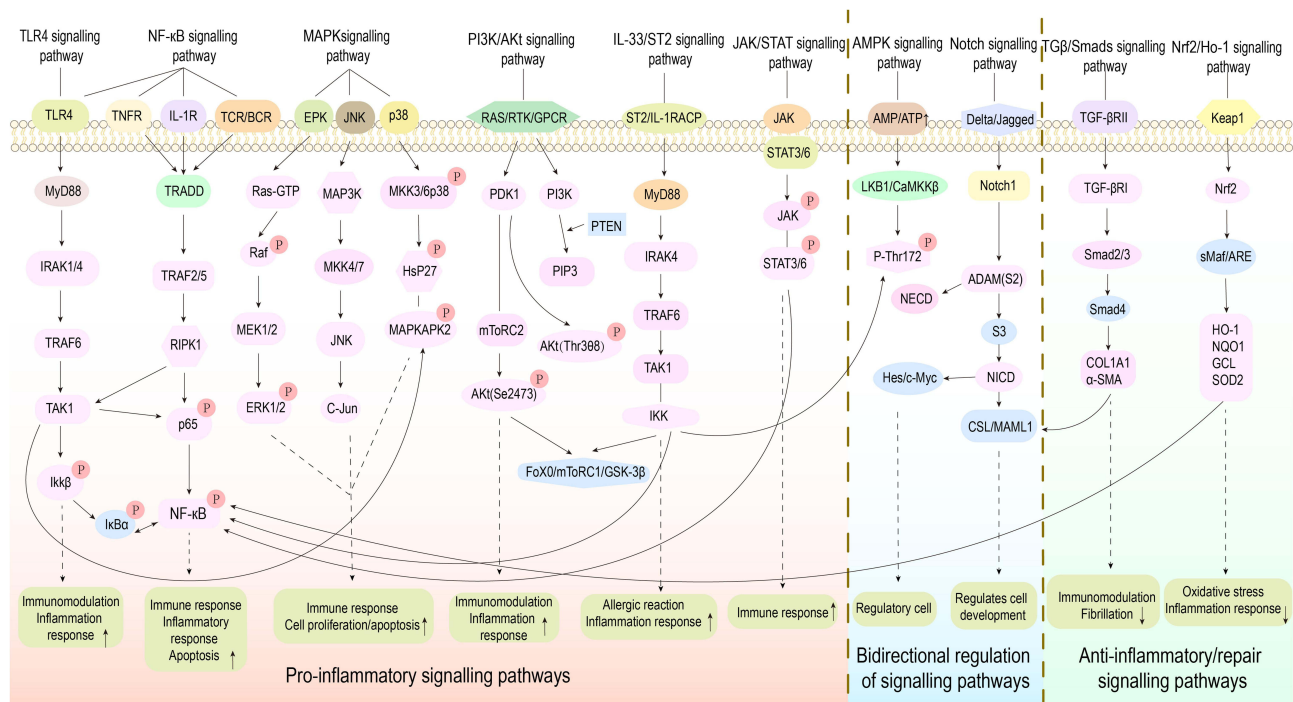 TLR4 signalling
pathway
NF-κB signalling
pathway
MAPKsignalling
pathway
PI3K/AKt signalling
pathway
IL-33/ST2 signalling
pathway
JAK/STAT signalling
pathway
AMPK signalling
pathway
Notch signalling
pathway
TGβ/Smads signalling
pathway
Nrf2/Ho-1 signalling
pathway
TLR4
TNFR
IL-1R
TCR/BCR
EPK
JNK
p38
RAS/RTK/GPCR
ST2/IL-1RACP
JAK
AMP/ATP↑
Delta/Jagged
TGF-βRII
Keap1
STAT3/6
MyD88
TRADD
Ras-GTP
MAP3K
MKK3/6p38
P
PDK1
PI3K
MyD88
LKB1/CaMKKβ
Notch1
TGF-βRI
Nrf2
JAK
P
PTEN
Raf
P
IRAK1/4
TRAF2/5
MKK4/7
HsP27
P
PIP3
IRAK4
STAT3/6
P
P-Thr172
P
ADAM(S2)
NECD
Smad2/3
sMaf/ARE
Smad4
MEK1/2
MAPKAPK2
P
mToRC2
TRAF6
S3
TRAF6
RIPK1
JNK
AKt(Thr3θ8)
P
HO-1
NQO1
GCL
SOD2
COL1A1
α-SMA
TAK1
Hes/c-Myc
NICD
AKt(Se2473)
P
TAK1
p65
P
ERK1/2
P
C-Jun
IKK
CSL/MAML1
FoX0/mToRC1/GSK-3β
Ikkβ
P
IκBα
P
NF-κB
P
Immunomodulation
Inflammation
response ↑
Immune response
Inflammatory
response
Apoptosis ↑
Immune response
Cell proliferation/apoptosis ↑
Immunomodulation
Inflammation
response ↑
Allergic reaction
Inflammation response ↑
Immune response ↑
Regulatory cell
Regulates cell
development
Immunomodulation
Fibrillation ↓
Oxidative stress
Inflammation response ↓
Pro-inflammatory signalling pathways
Bidirectional regulation
of signalling pathways
Anti-inflammatory/repair
signalling pathways